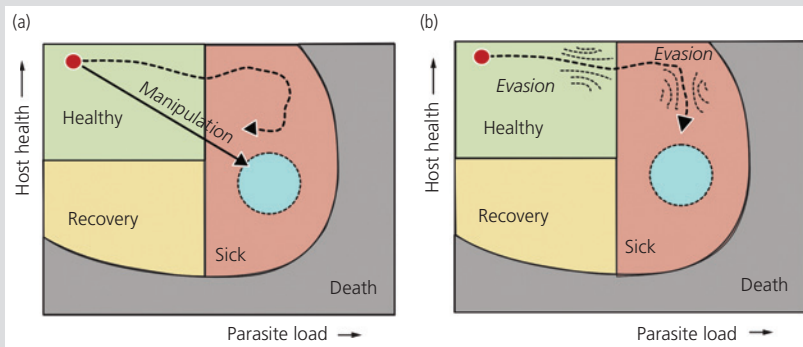 (a)
Host health →
Healthy
Manipulation
Recovery
Sick
Death
Parasite load →
(b)
Host health →
Evasion
Evasion
Healthy
Recovery
Sick
Death
Parasite load →